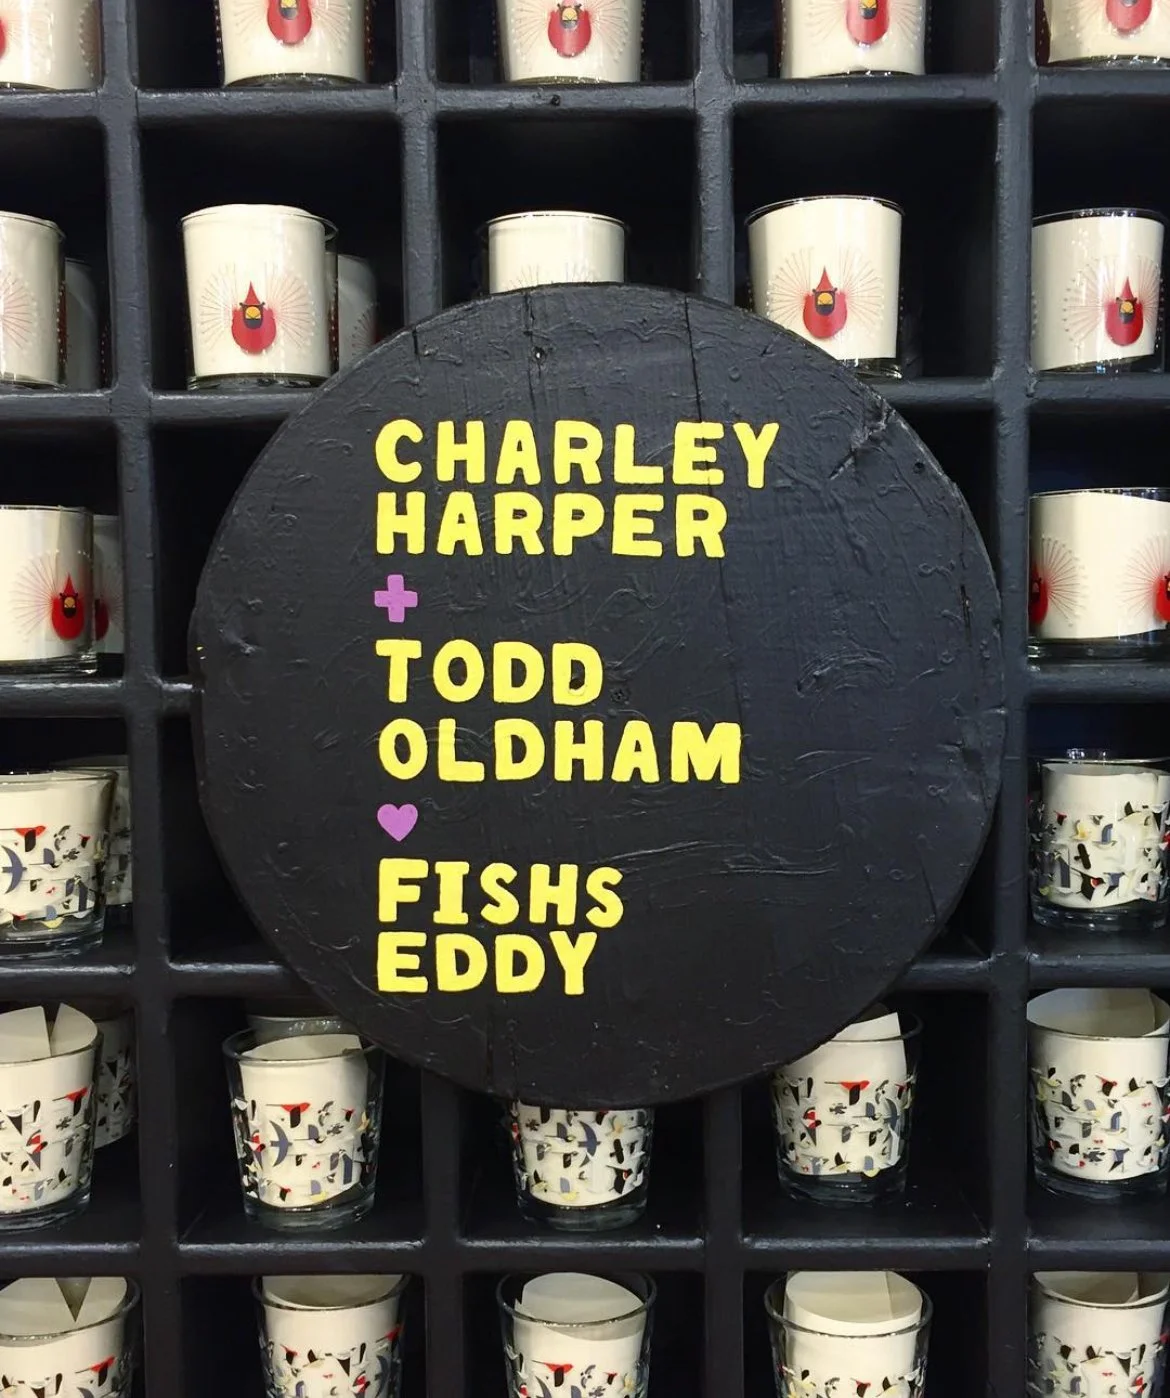 CHARLEY
HARPER
+
TODD
OLDHAM
♥
FISHS
EDDY